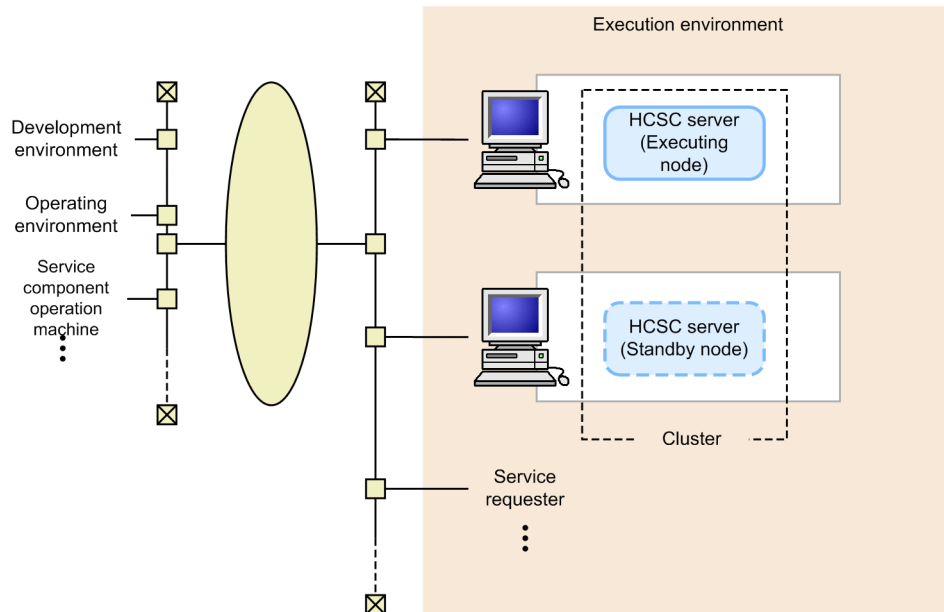 Execution environment
Development
environment
Operating
environment
Service
component
operation
machine
HCSC server
(Executing
node)
HCSC server
(Standby node)
Cluster
Service
requester